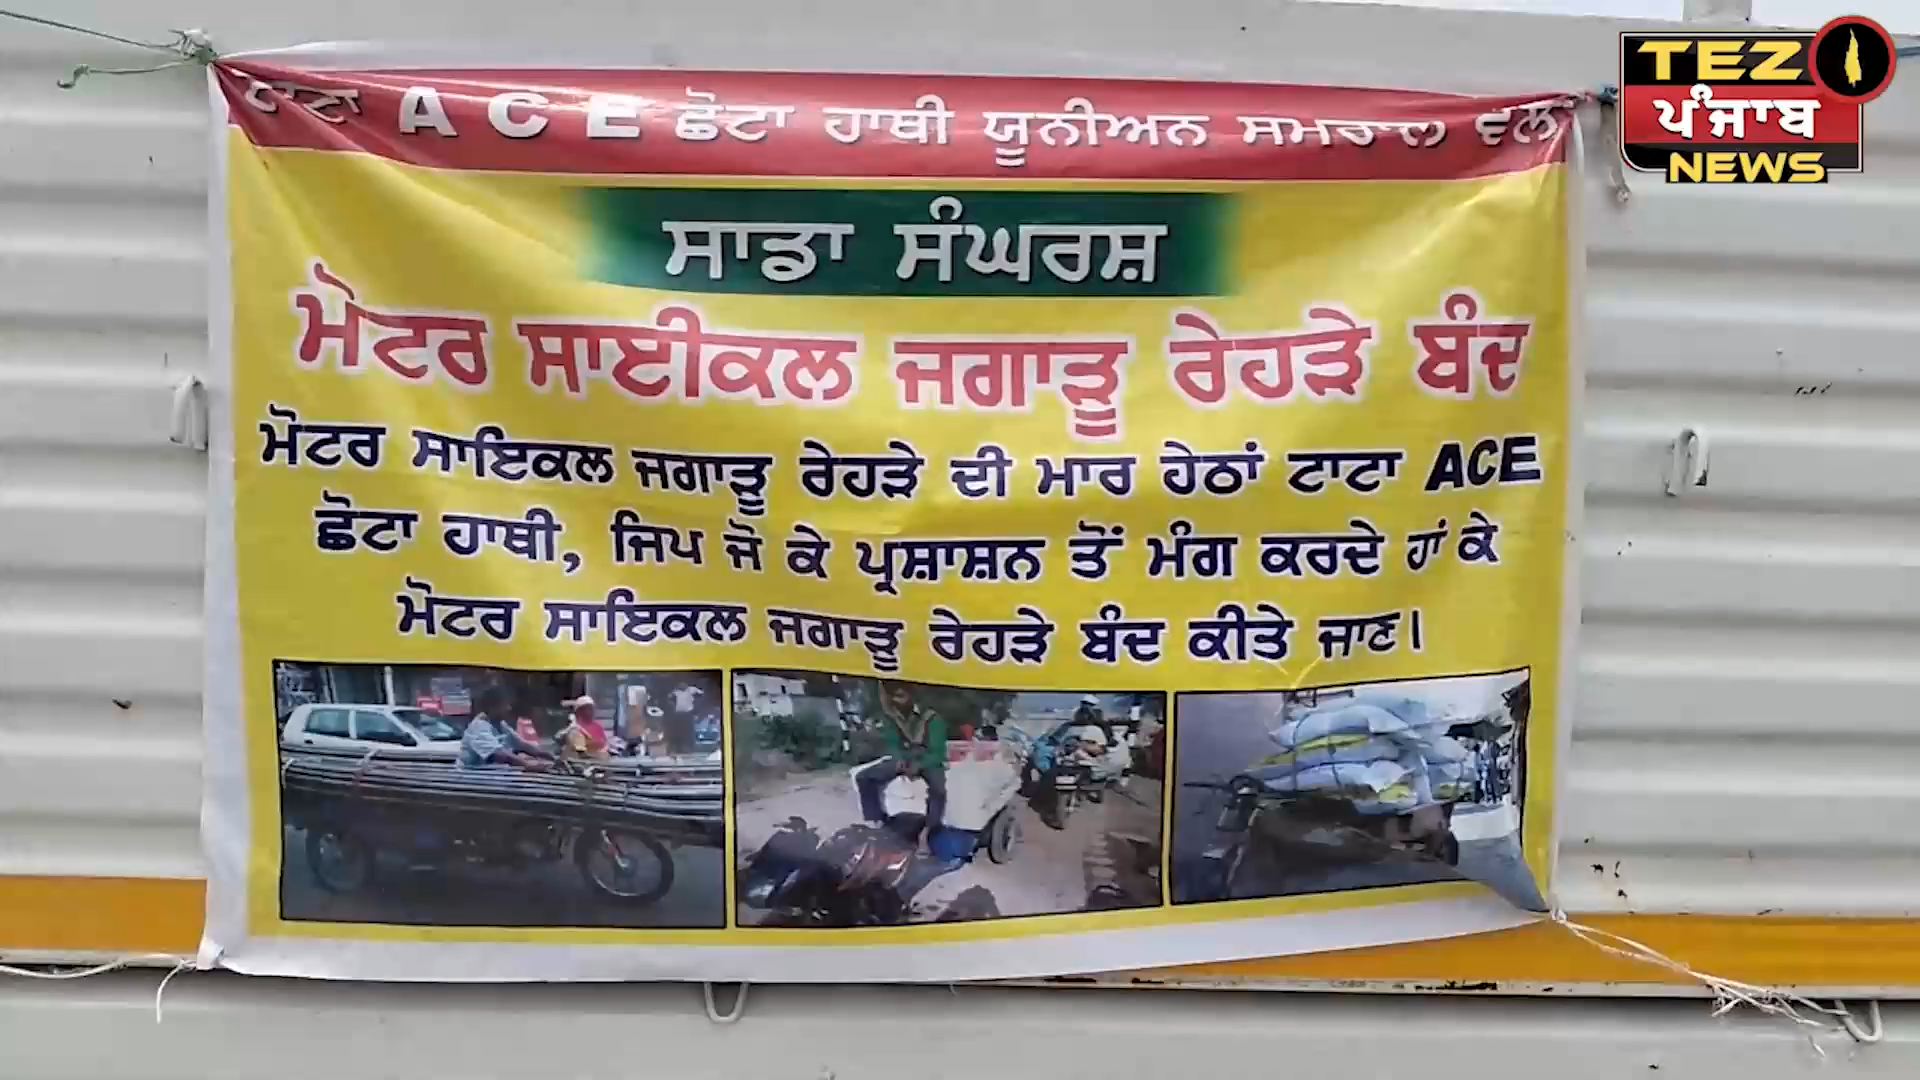 ਟਾਟਾ ACE ਛੋਟਾ ਹਾਥੀ ਯੂਨੀਅਨ ਸਮਰਾਲਾ ਵਲੋਂ
ਸਾਡਾ ਸੰਘਰਸ਼
ਮੋਟਰ ਸਾਈਕਲ ਜਗਾੜੂ ਰੇਹੜੇ ਬੰਦ
ਮੋਟਰ ਸਾਇਕਲ ਜਗਾੜੂ ਰੇਹੜੇ ਦੀ ਮਾਰ ਹੇਠਾਂ ਟਾਟਾ ACE
ਛੋਟਾ ਹਾਥੀ, ਜਿਪ ਜੋ ਕੇ ਪ੍ਰਸ਼ਾਸ਼ਨ ਤੋਂ ਮੰਗ ਕਰਦੇ ਹਾਂ ਕੇ
ਮੋਟਰ ਸਾਇਕਲ ਜਗਾੜੂ ਰੇਹੜੇ ਬੰਦ ਕੀਤੇ ਜਾਣ।
TEZ
ਪੰਜਾਬ
NEWS